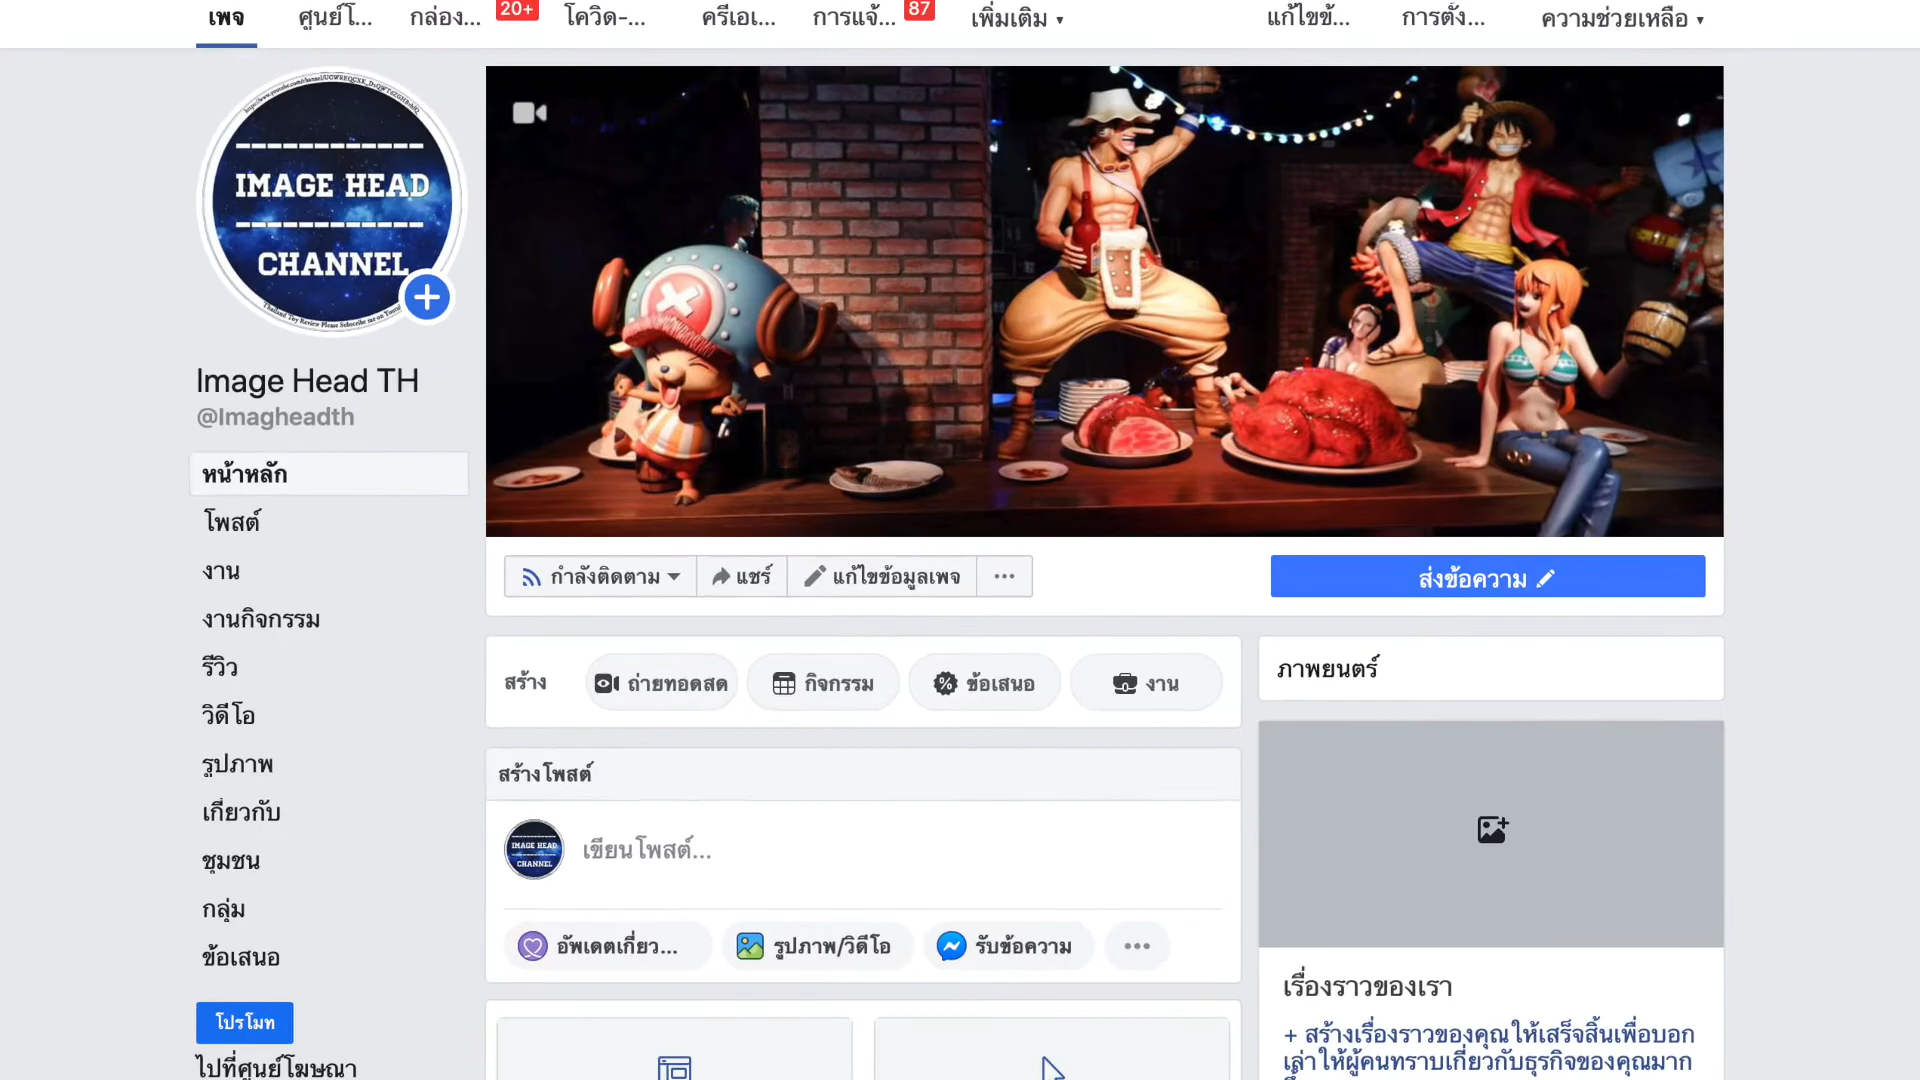 เพจ
ศูนย์โ...
กล่อง...
20+
โควิด-...
ครีเอเ...
การแจ้...
87
เพิ่มเติม ▾
แก้ไขข้...
การตั้ง...
ความช่วยเหลือ ▾
IMAGE HEAD
CHANNEL
Thailand Toy Review Please Subscribe me on Youtube
Image Head TH
@Imagheadth
หน้าหลัก
โพสต์
งาน
งานกิจกรรม
รีวิว
วิดีโอ
รูปภาพ
เกี่ยวกับ
ชุมชน
กลุ่ม
ข้อเสนอ
โปรโมท
ไปที่ศูนย์โฆษณา
กำลังติดตาม
แชร์
แก้ไขข้อมูลเพจ
...
ส่งข้อความ
สร้าง
ถ่ายทอดสด
กิจกรรม
ข้อเสนอ
งาน
สร้างโพสต์
IMAGE HEAD
CHANNEL
เขียนโพสต์...
อัพเดตเกี่ยว...
รูปภาพ/วิดีโอ
รับข้อความ
...
ภาพยนตร์
เรื่องราวของเรา
+ สร้างเรื่องราวของคุณให้เสร็จสิ้นเพื่อบอก
เล่าให้ผู้คนทราบเกี่ยวกับธุรกิจของคุณมาก